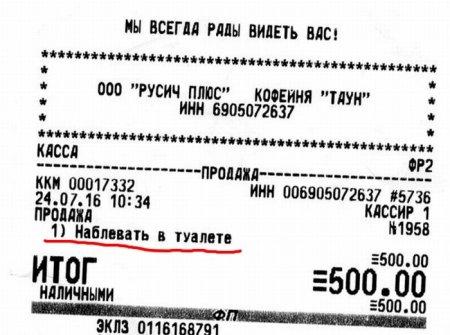 МЫ ВСЕГДА РАДЫ ВИДЕТЬ ВАС!
****************************************
ООО "РУСИЧ ПЛЮС" КОФЕЙНЯ "ТАУН"
ИНН 6905072637
****************************************
КАССА ФР2
ПРОДАЖА
ККМ 00017332 ИНН 006905072637 #5736
24.07.16 10:34 КАССИР 1
ПРОДАЖА №1958
1) Наблевать в туалете
≡500.00
ИТОГ ≡500.00
НАЛИЧНЫМИ ≡500.00
ФП
ЭКЛЗ 0116168791